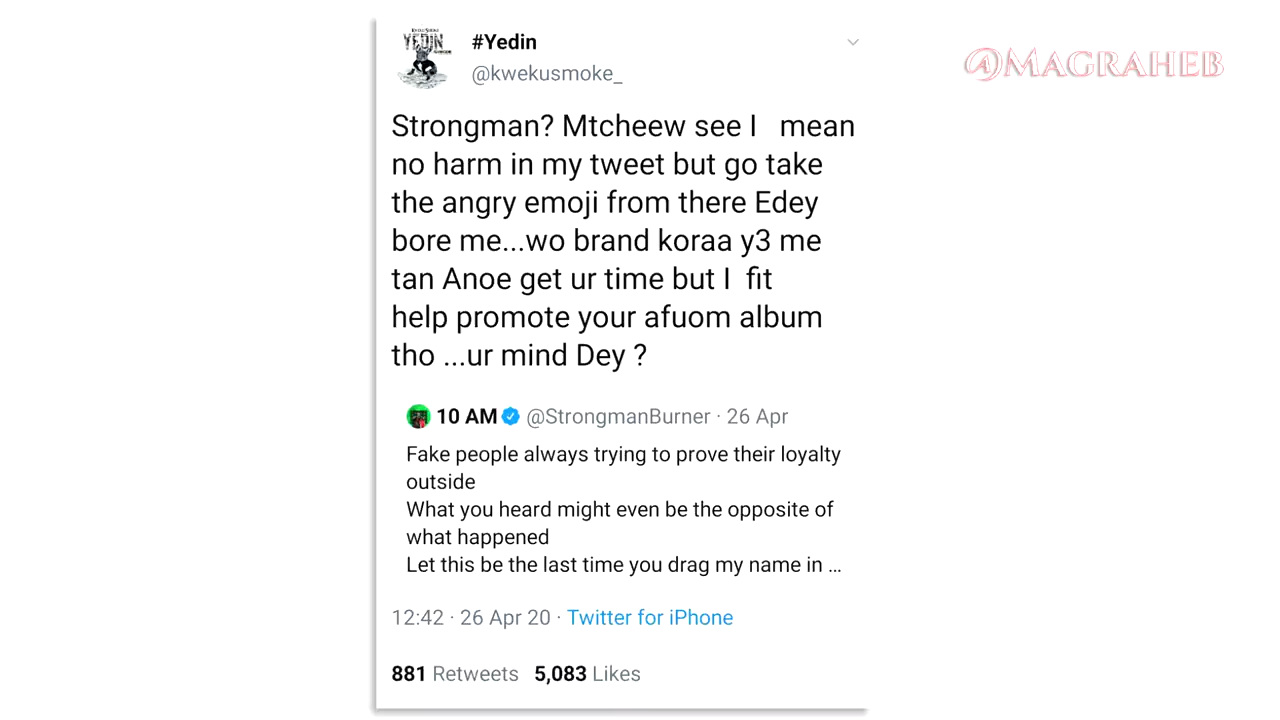 #Yedin
@kwekusmoke_
@MAGRAHEB
YEDIN
Strongman? Mtcheew see I mean
no harm in my tweet but go take
the angry emoji from there Edey
bore me...wo brand koraa y3 me
tan Anoe get ur time but I fit
help promote your afuom album
tho ...ur mind Dey ?
10 AM @StrongmanBurner · 26 Apr
Fake people always trying to prove their loyalty
outside
What you heard might even be the opposite of
what happened
Let this be the last time you drag my name in ...
12:42 · 26 Apr 20 · Twitter for iPhone
881 Retweets 5,083 Likes